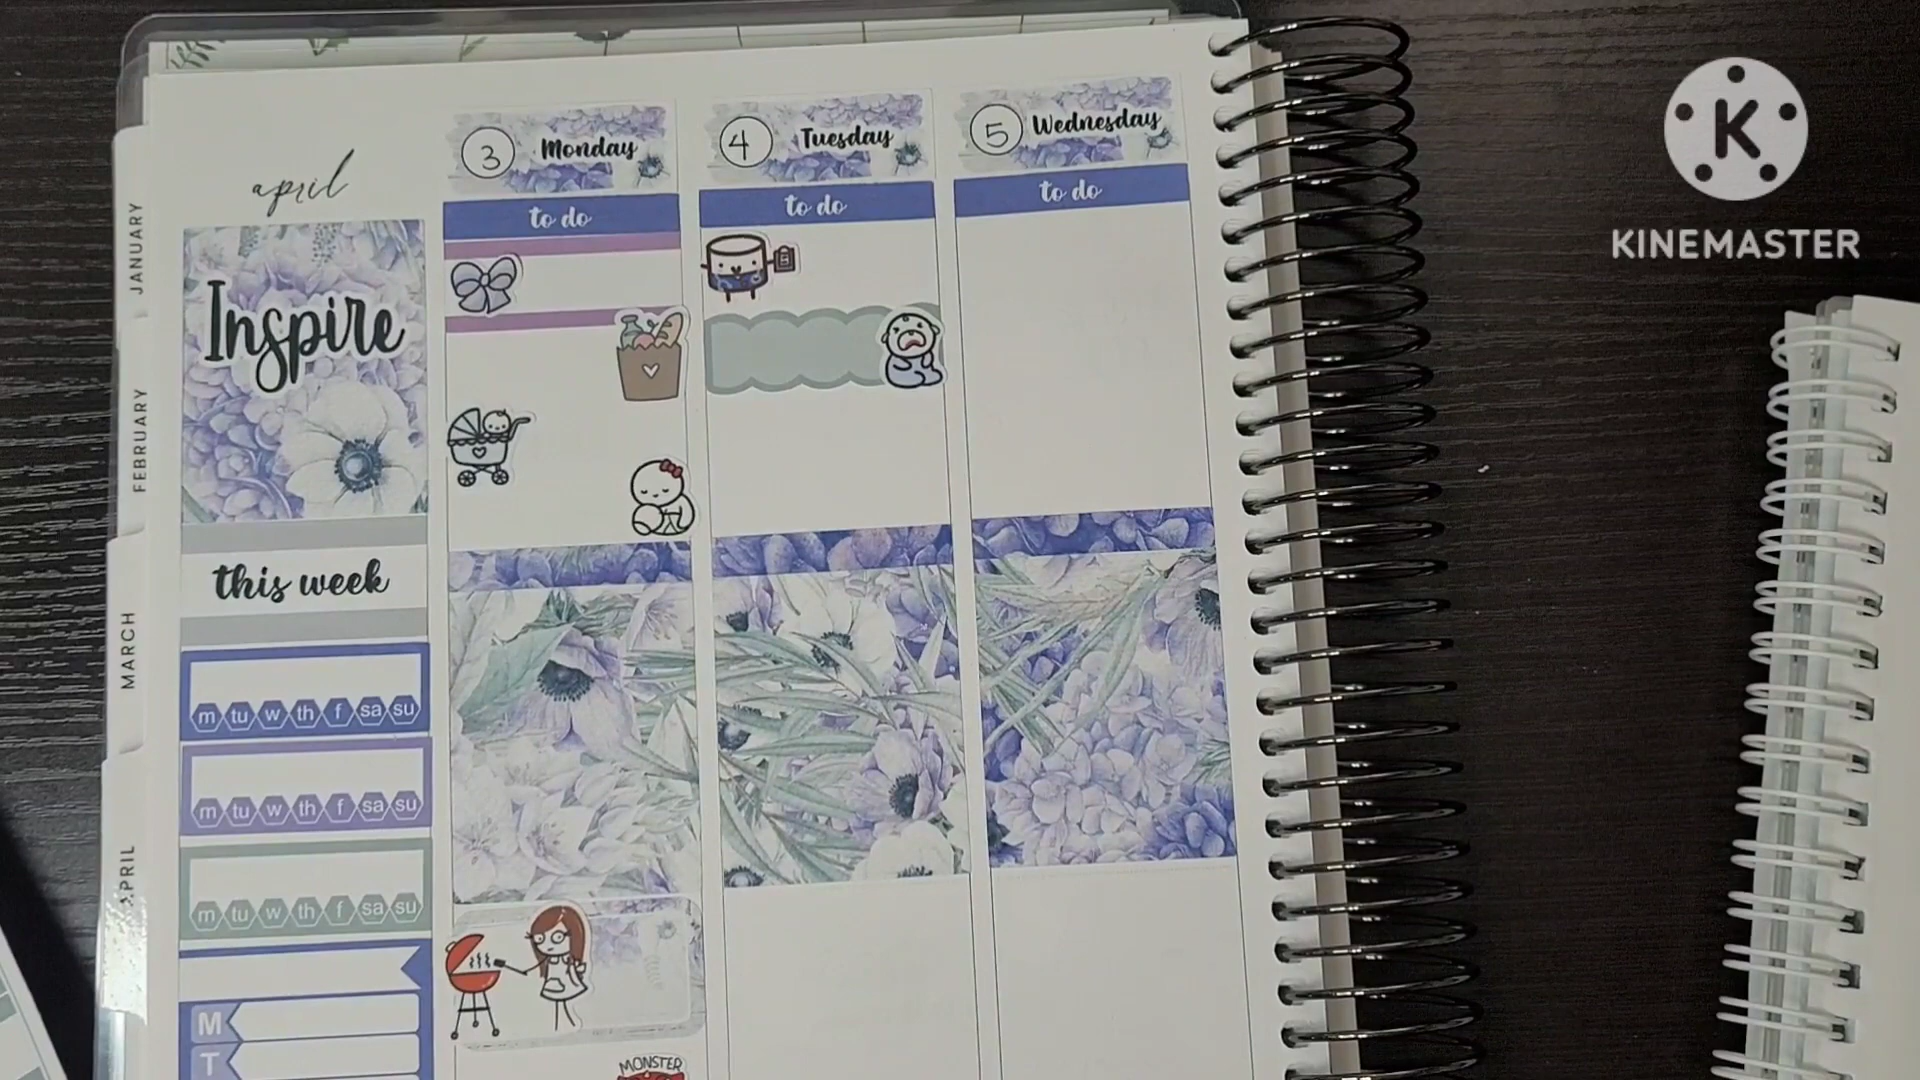 april
Inspire
this week
m tu w th f sa su
m tu w th f sa su
m tu w th f sa su
M
T
3 Monday
to do
MONSTER
4 Tuesday
to do
5 Wednesday
to do
JANUARY
FEBRUARY
MARCH
APRIL
K
KINEMASTER